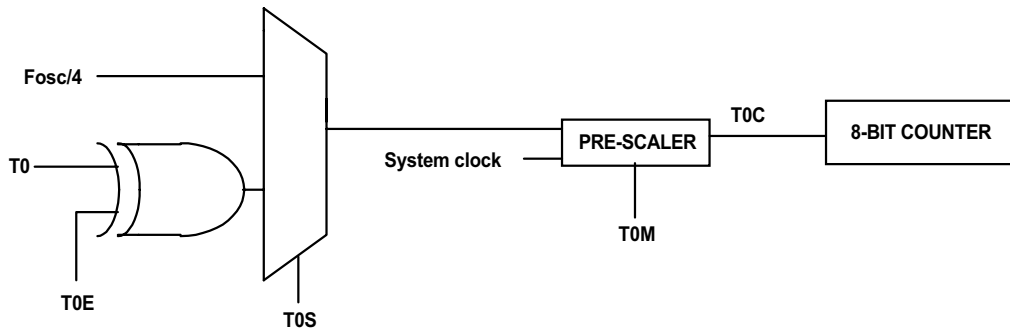 Fosc/4
T0
T0E
T0S
System clock
PRE-SCALER
T0M
T0C
8-BIT COUNTER